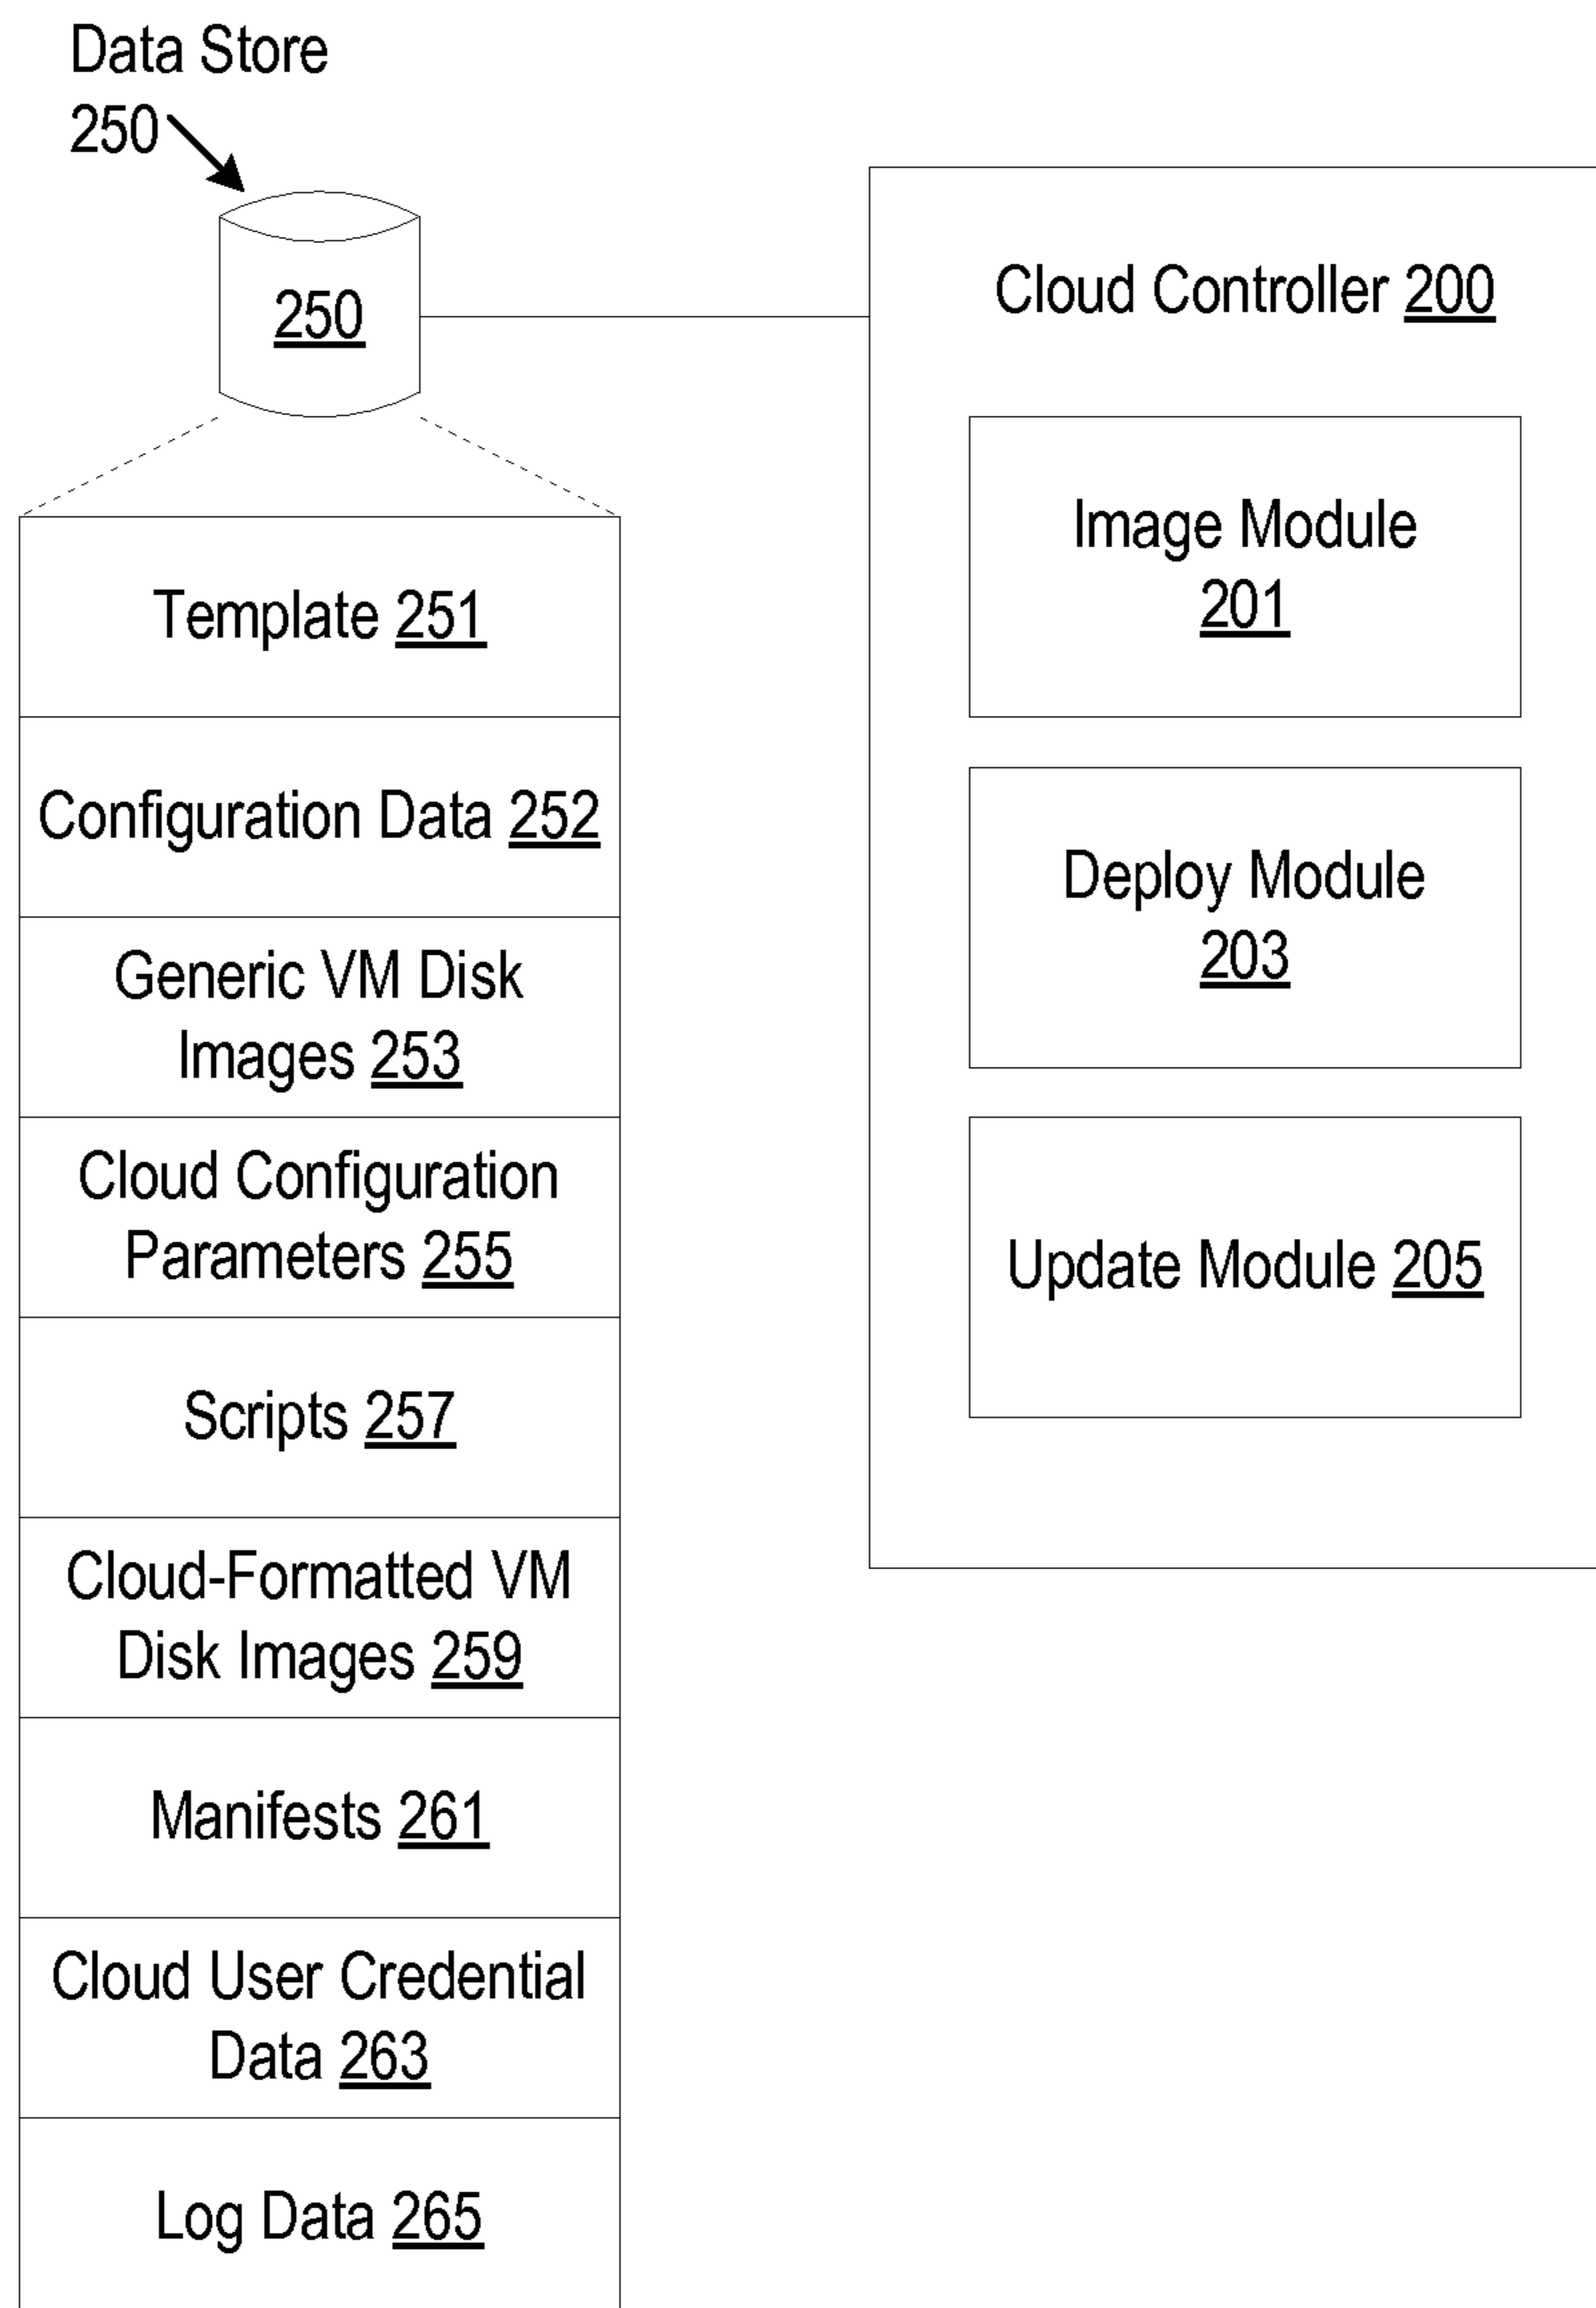 Data Store
250
250
Cloud Controller 200
Image Module
201
Deploy Module
203
Update Module 205
Template 251
Configuration Data 252
Generic VM Disk
Images 253
Cloud Configuration
Parameters 255
Scripts 257
Cloud-Formatted VM
Disk Images 259
Manifests 261
Cloud User Credential
Data 263
Log Data 265